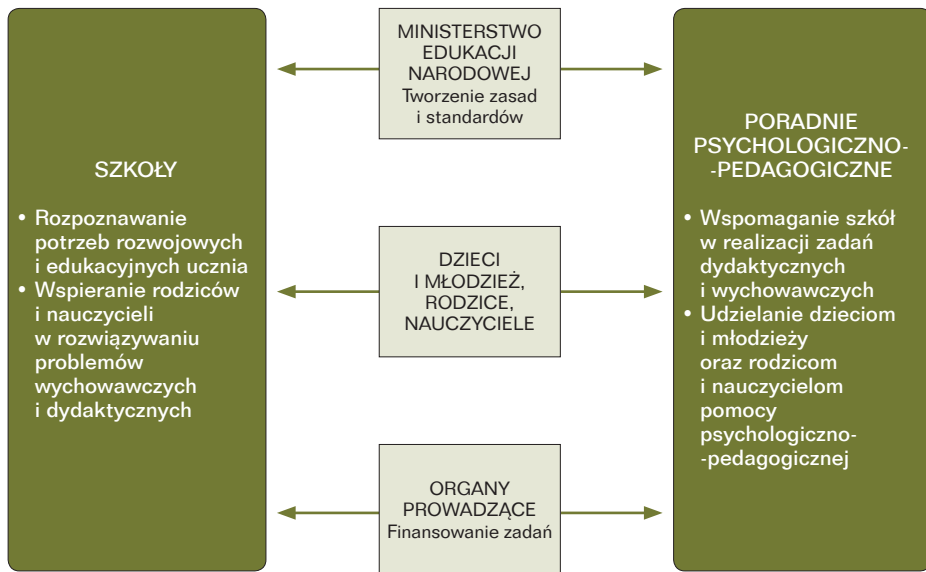 SZKOŁY
• Rozpoznawanie
potrzeb rozwojowych
i edukacyjnych ucznia
• Wspieranie rodziców
i nauczycieli
w rozwiązywaniu
problemów
wychowawczych
i dydaktycznych
MINISTERSTWO
EDUKACJI
NARODOWEJ
Tworzenie zasad
i standardów
DZIECI
I MŁODZIEŻ,
RODZICE,
NAUCZYCIELE
ORGANY
PROWADZĄCE
Finansowanie zadań
PORADNIE
PSYCHOLOGICZNO-
-PEDAGOGICZNE
• Wspomaganie szkół
w realizacji zadań
dydaktycznych
i wychowawczych
• Udzielanie dzieciom
i młodzieży
oraz rodzicom
i nauczycielom
pomocy
psychologiczno-
-pedagogicznej